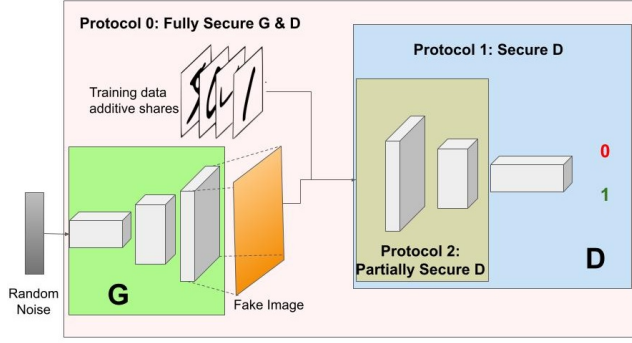 Protocol 0: Fully Secure G & D
Protocol 1: Secure D
Training data
additive shares
0
1
Protocol 2:
Partially Secure D
D
G
Random
Noise
Fake Image